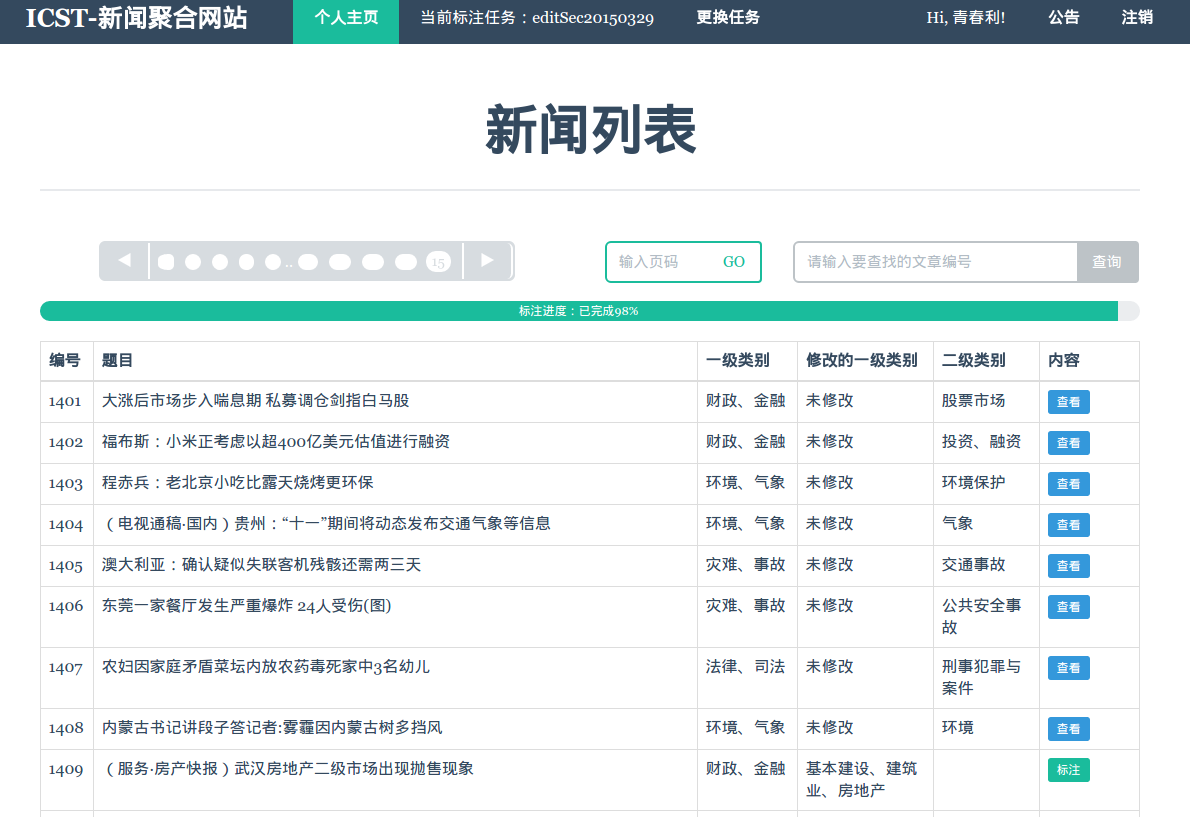 ICST-新闻聚合网站 个人主页 当前标注任务：editSec20150329 更换任务 Hi, 青春利! 公告 注销
新闻列表
15 输入页码 GO 请输入要查找的文章编号 查询
标注进度：已完成98%
编号 题目 一级类别 修改的一级类别 二级类别 内容
1401 大涨后市场步入喘息期 私募调仓剑指白马股 财政、金融 未修改 股票市场 查看
1402 福布斯：小米正考虑以超400亿美元估值进行融资 财政、金融 未修改 投资、融资 查看
1403 程赤兵：老北京小吃比露天烧烤更环保 环境、气象 未修改 环境保护 查看
1404 （电视通稿·国内）贵州：“十一”期间将动态发布交通气象等信息 环境、气象 未修改 气象 查看
1405 澳大利亚：确认疑似失联客机残骸还需两三天 灾难、事故 未修改 交通事故 查看
1406 东莞一家餐厅发生严重爆炸 24人受伤(图) 灾难、事故 未修改 公共安全事 查看
故
1407 农妇因家庭矛盾菜坛内放农药毒死家中3名幼儿 法律、司法 未修改 刑事犯罪与 查看
案件
1408 内蒙古书记讲段子答记者:雾霾因内蒙古树多挡风 环境、气象 未修改 环境 查看
1409 （服务·房产快报）武汉房地产二级市场出现抛售现象 财政、金融 基本建设、建筑 标注
业、房地产